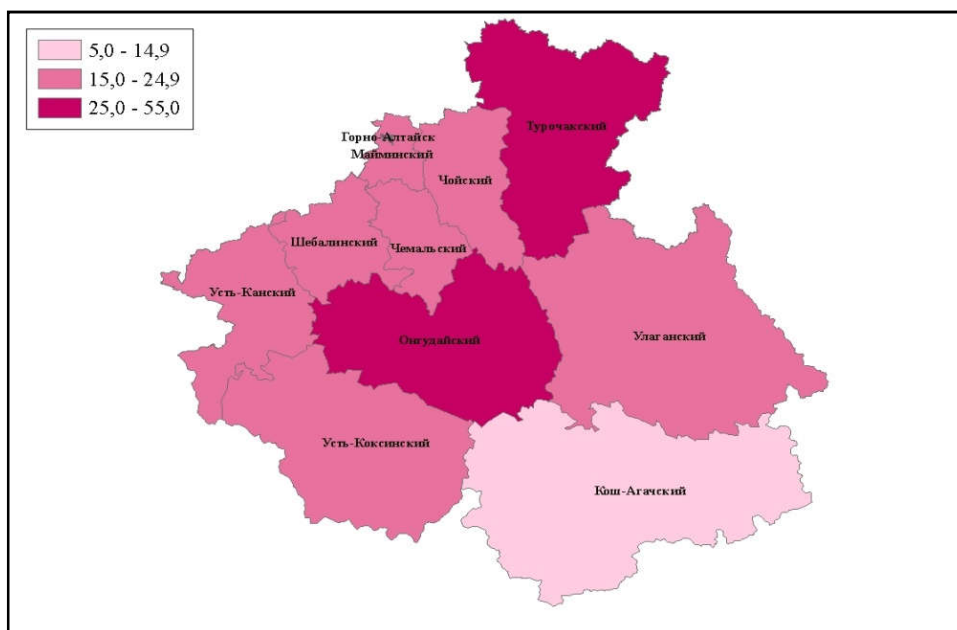 5,0 - 14,9
15,0 - 24,9
25,0 - 55,0
Турочакский
Горно-Алтайск
Майминский
Чойский
Шебалинский
Чемальский
Усть-Канский
Онгудайский
Улаганский
Усть-Коксинский
Кош-Агачский